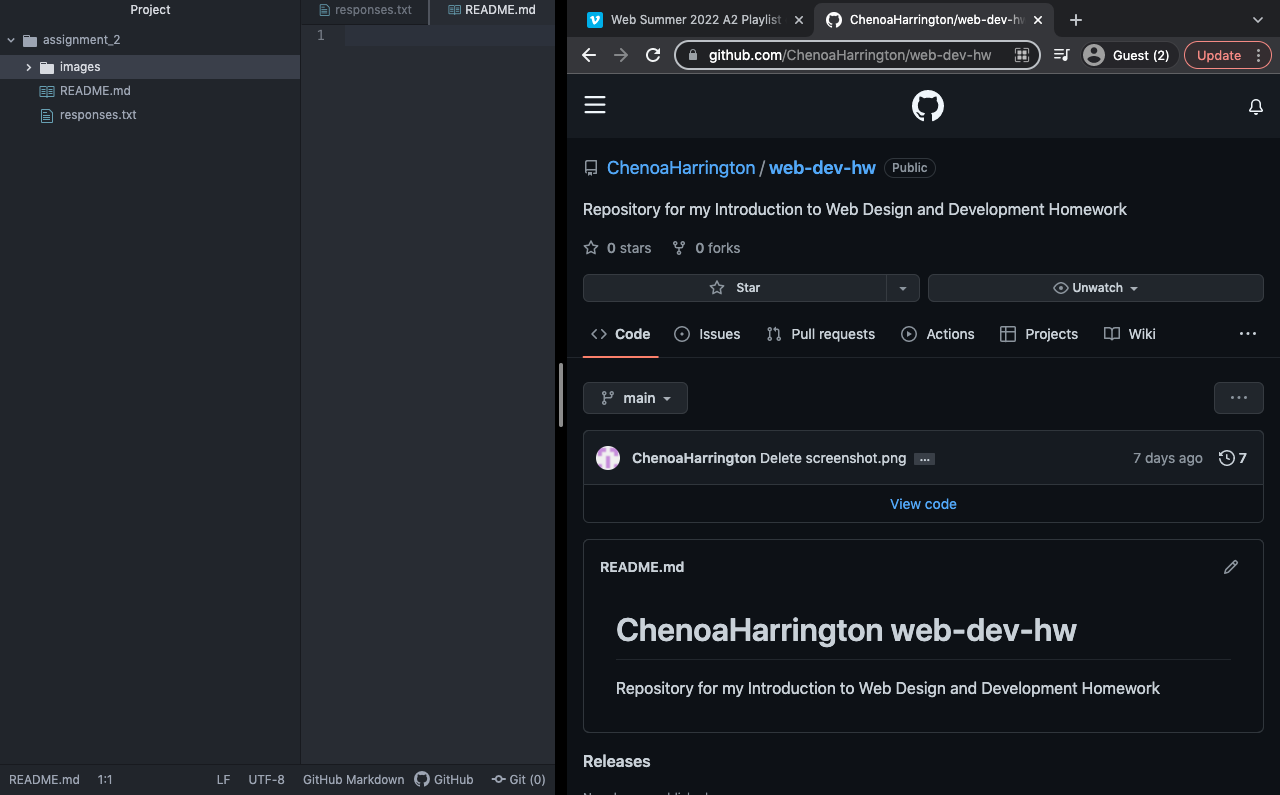 Project
assignment_2
images
README.md
responses.txt
responses.txt
README.md
1
README.md
1:1
LF
UTF-8
GitHub Markdown
GitHub
Git (0)
Web Summer 2022 A2 Playlist
ChenoaHarrington/web-dev-hw
github.com/ChenoaHarrington/web-dev-hw
Guest (2)
Update
ChenoaHarrington / web-dev-hw
Public
Repository for my Introduction to Web Design and Development Homework
0 stars
0 forks
Star
Unwatch
Code
Issues
Pull requests
Actions
Projects
Wiki
main
ChenoaHarrington Delete screenshot.png
7 days ago
7
View code
README.md
ChenoaHarrington web-dev-hw
Repository for my Introduction to Web Design and Development Homework
Releases